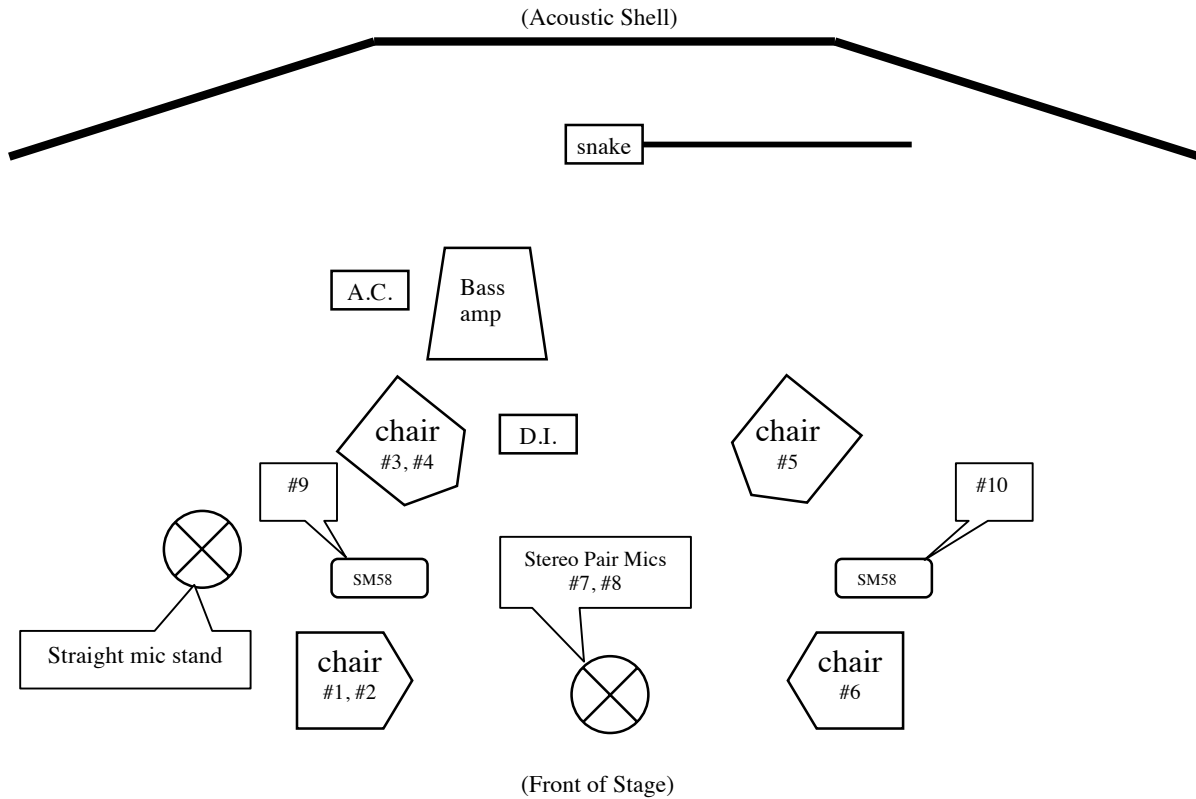 (Acoustic Shell)
snake
A.C.
Bass
amp
chair
#3, #4
D.I.
chair
#5
#9
#10
Stereo Pair Mics
#7, #8
SM58
SM58
Straight mic stand
chair
#1, #2
chair
#6
(Front of Stage)